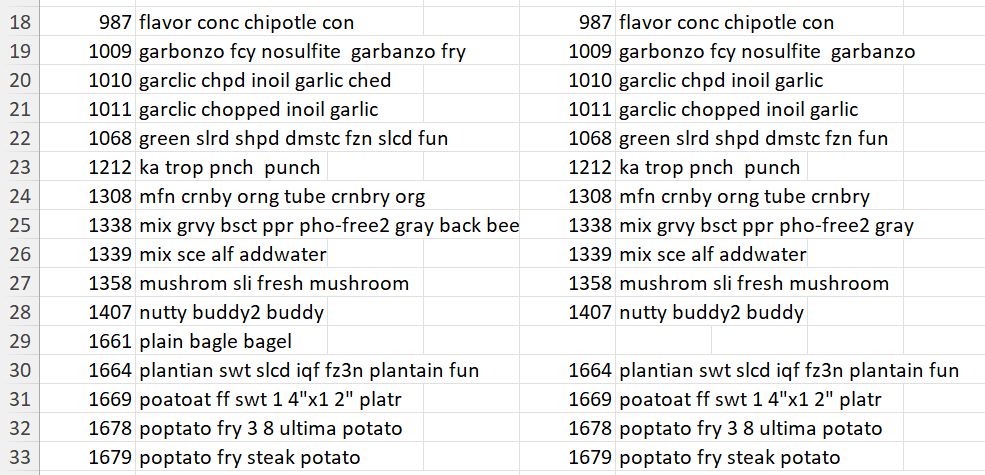 18 987 flavor conc chipotle con 987 flavor conc chipotle con
19 1009 garbonzo fcy nosulfite  garbanzo fry 1009 garbonzo fcy nosulfite  garbanzo
20 1010 garclic chpd inoil garlic ched 1010 garclic chpd inoil garlic
21 1011 garclic chopped inoil garlic 1011 garclic chopped inoil garlic
22 1068 green slrd shpd dmstc fzn slcd fun 1068 green slrd shpd dmstc fzn fun
23 1212 ka trop pnch  punch 1212 ka trop pnch  punch
24 1308 mfn crnby orng tube crnbry org 1308 mfn crnby orng tube crnbry
25 1338 mix grvy bsct ppr pho-free2 gray back bee 1338 mix grvy bsct ppr pho-free2 gray
26 1339 mix sce alf addwater 1339 mix sce alf addwater
27 1358 mushrom sli fresh mushroom 1358 mushrom sli fresh mushroom
28 1407 nutty buddy2 buddy 1407 nutty buddy2 buddy
29 1661 plain bagle bagel
30 1664 plantian swt slcd iqf fz3n plantain fun 1664 plantian swt slcd iqf fz3n plantain fun
31 1669 poatoat ff swt 1 4"x1 2" platr 1669 poatoat ff swt 1 4"x1 2" platr
32 1678 poptato fry 3 8 ultima potato 1678 poptato fry 3 8 ultima potato
33 1679 poptato fry steak potato 1679 poptato fry steak potato